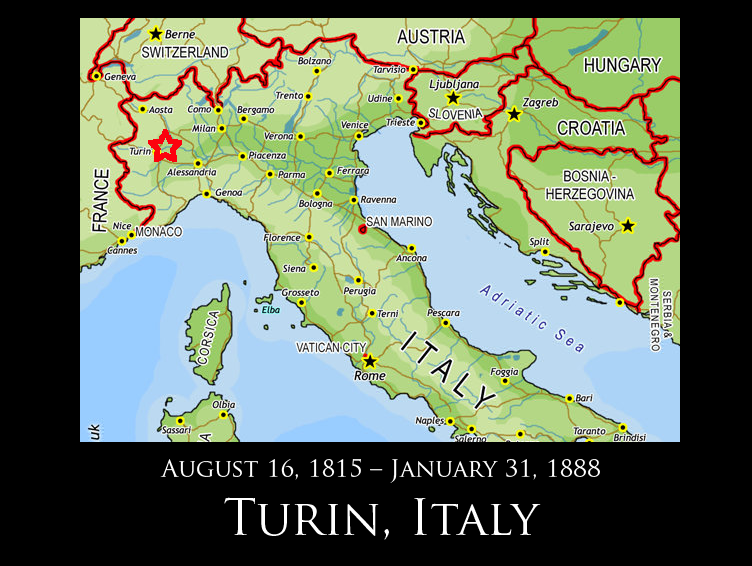 AUSTRIA
Berne
SWITZERLAND
HUNGARY
Bolzano
Tarvisio
Geneva
Ljubljana
Trento
Udine
Aosta
Como
Bergamo
SLOVENIA
Zagreb
Milan
Verona
Venice
Trieste
CROATIA
Turin
Piacenza
Alessandria
Parma
Ferrara
BOSNIA -
HERZEGOVINA
FRANCE
Genoa
Bologna
Ravenna
Nice
MONACO
SAN MARINO
Sarajevo
Cannes
Florence
Split
Ancona
Siena
Perugia
Adriatic Sea
SERBIA &
MONTENEGRO
Grosseto
Elba
Terni
Pescara
CORSICA
VATICAN CITY
ITALY
Rome
Foggia
Olbia
Bari
Sassari
Naples
uk
A
Salerno
Taranto
Brindisi
August 16, 1815 – January 31, 1888
Turin, Italy